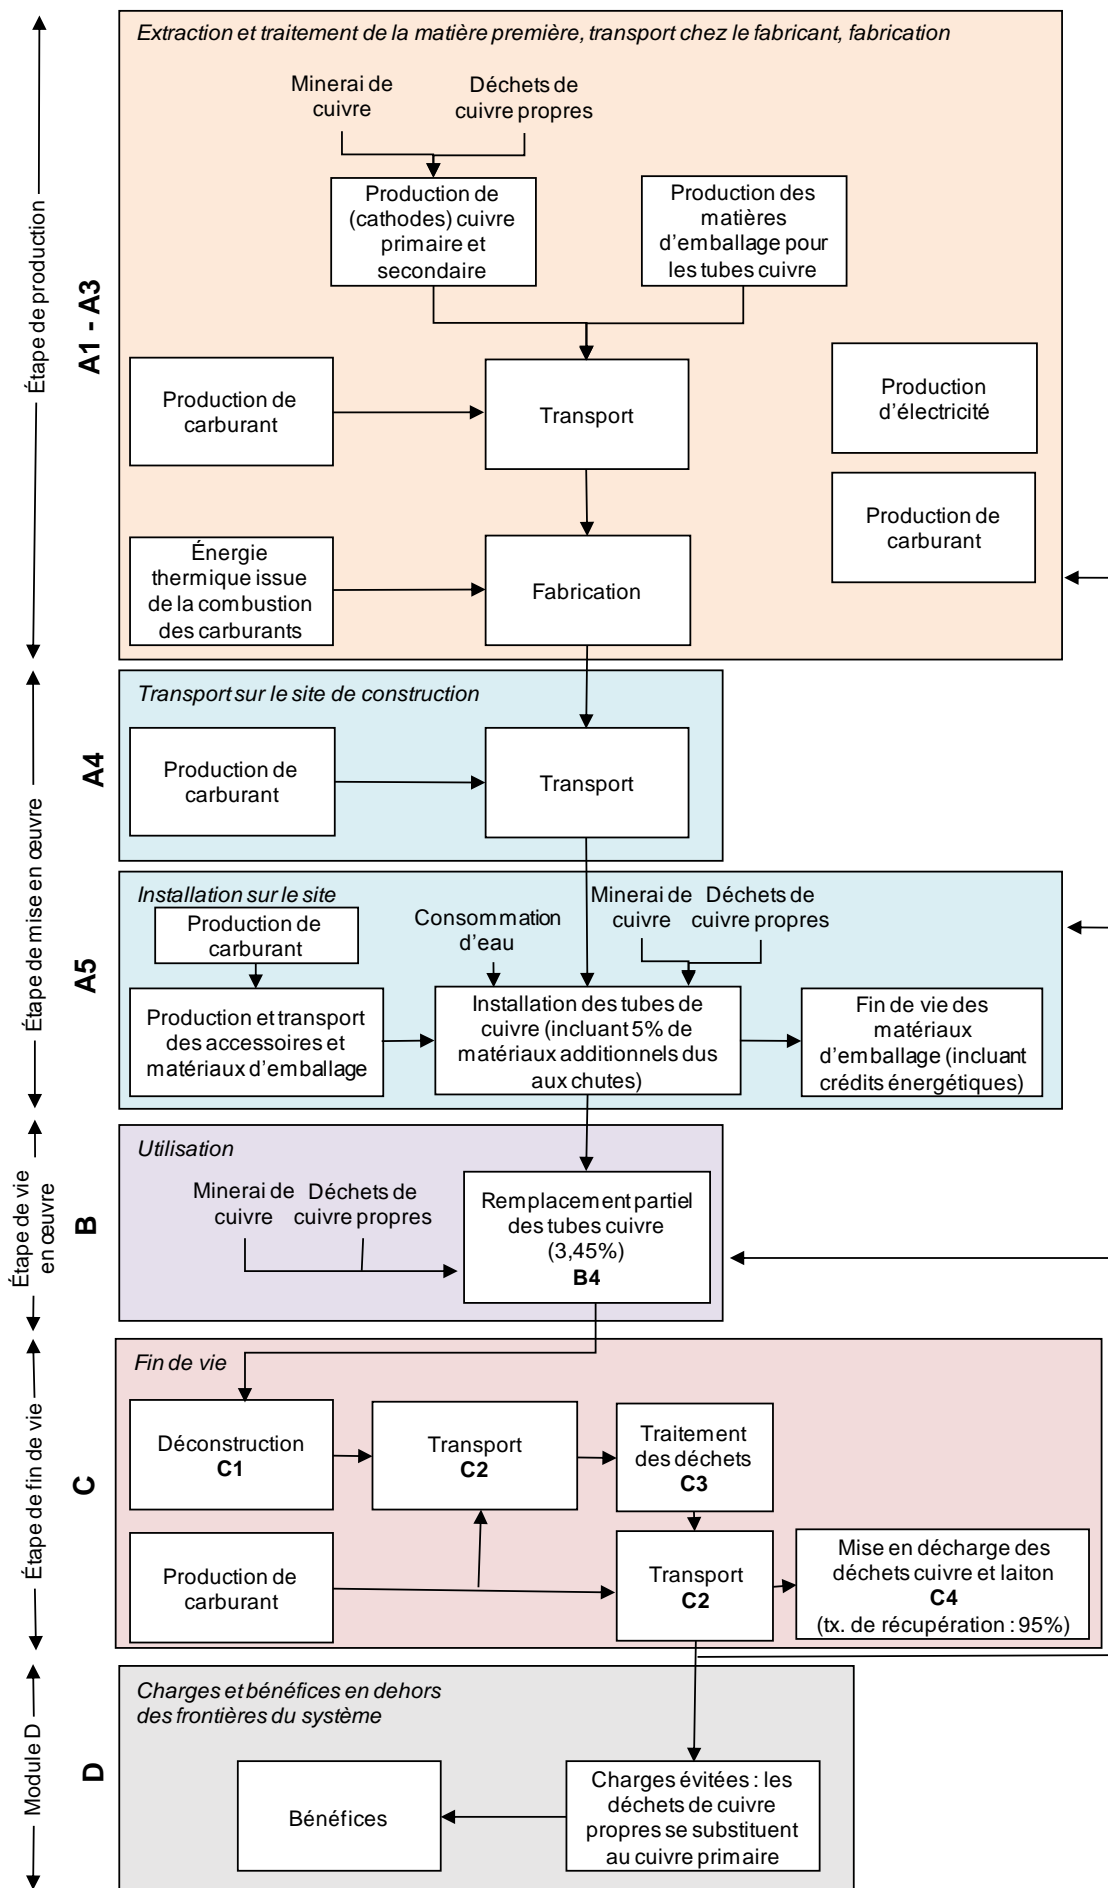 Étape de production
A1 - A3
Extraction et traitement de la matière première, transport chez le fabricant, fabrication
Minerai de
cuivre
Déchets de
cuivre propres
Production de
(cathodes) cuivre
primaire et
secondaire
Production des
matières
d'emballage pour
les tubes cuivre
Production de
carburant
Transport
Production
d'électricité
Production de
carburant
Énergie
thermique issue
de la combustion
des carburants
Fabrication
Étape de mise en œuvre
A4
Transport sur le site de construction
Production de
carburant
Transport
A5
Installation sur le site
Production de
carburant
Consommation
d'eau
Minerai de
cuivre
Déchets de
cuivre propres
Production et transport
des accessoires et
matériaux d'emballage
Installation des tubes de
cuivre (incluant 5% de
matériaux additionnels dus
aux chutes)
Fin de vie des
matériaux
d'emballage (incluant
crédits énergétiques)
Étape de vie
en œuvre
B
Utilisation
Minerai de
cuivre
Déchets de
cuivre propres
Remplacement partiel
des tubes cuivre
(3,45%)
B4
Étape de fin de vie
C
Fin de vie
Déconstruction
C1
Transport
C2
Traitement
des déchets
C3
Production de
carburant
Transport
C2
Mise en décharge des
déchets cuivre et laiton
C4
(tx. de récupération : 95%)
Module D
D
Charges et bénéfices en dehors
des frontières du système
Bénéfices
Charges évitées : les
déchets de cuivre
propres se substituent
au cuivre primaire